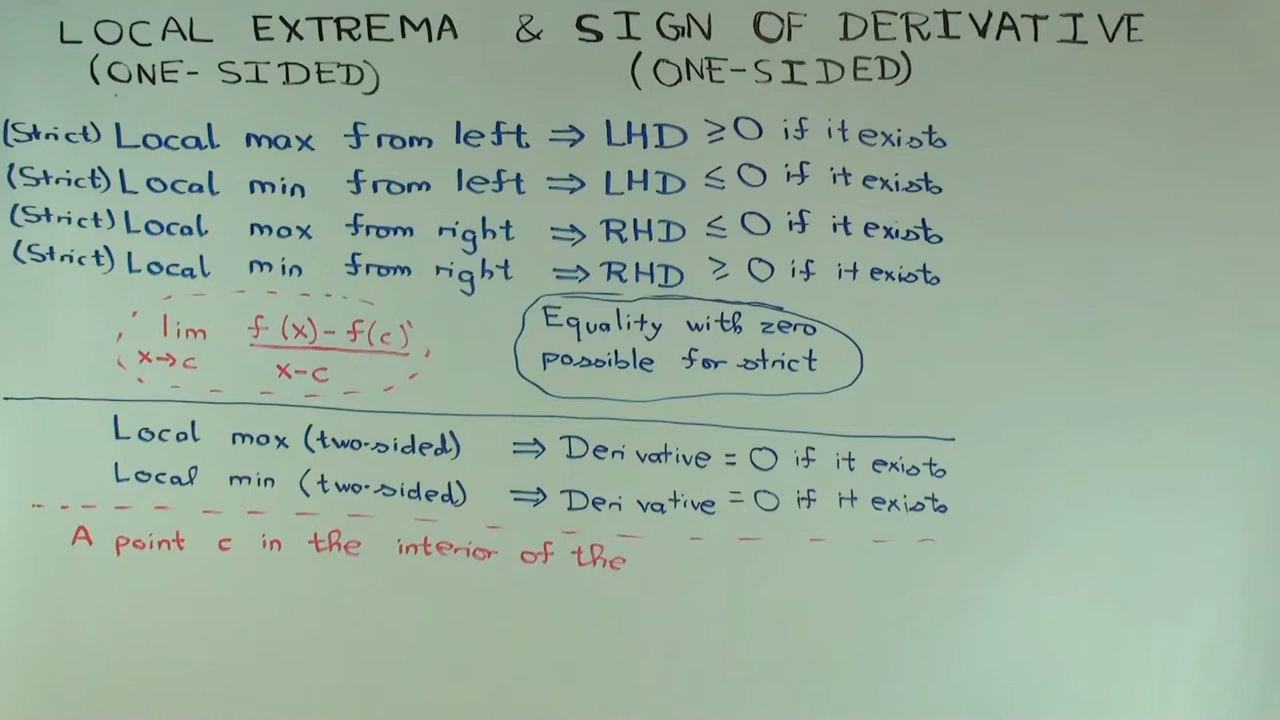 LOCAL EXTREMA & SIGN OF DERIVATIVE
(ONE-SIDED) (ONE-SIDED)
(Strict) Local max from left ⇒ LHD ≥0 if it exists
(Strict) Local min from left ⇒ LHD ≤ 0 if it exists
(Strict) Local max from right ⇒ RHD ≤ 0 if it exists
(Strict) Local min from right ⇒ RHD ≥ 0 if it exists
lim x→c f(x)-f(c) / x-c
Equality with zero
possible for strict
Local max (two-sided) ⇒ Derivative = 0 if it exists
Local min (two-sided) ⇒ Derivative = 0 if it exists
A point c in the interior of the